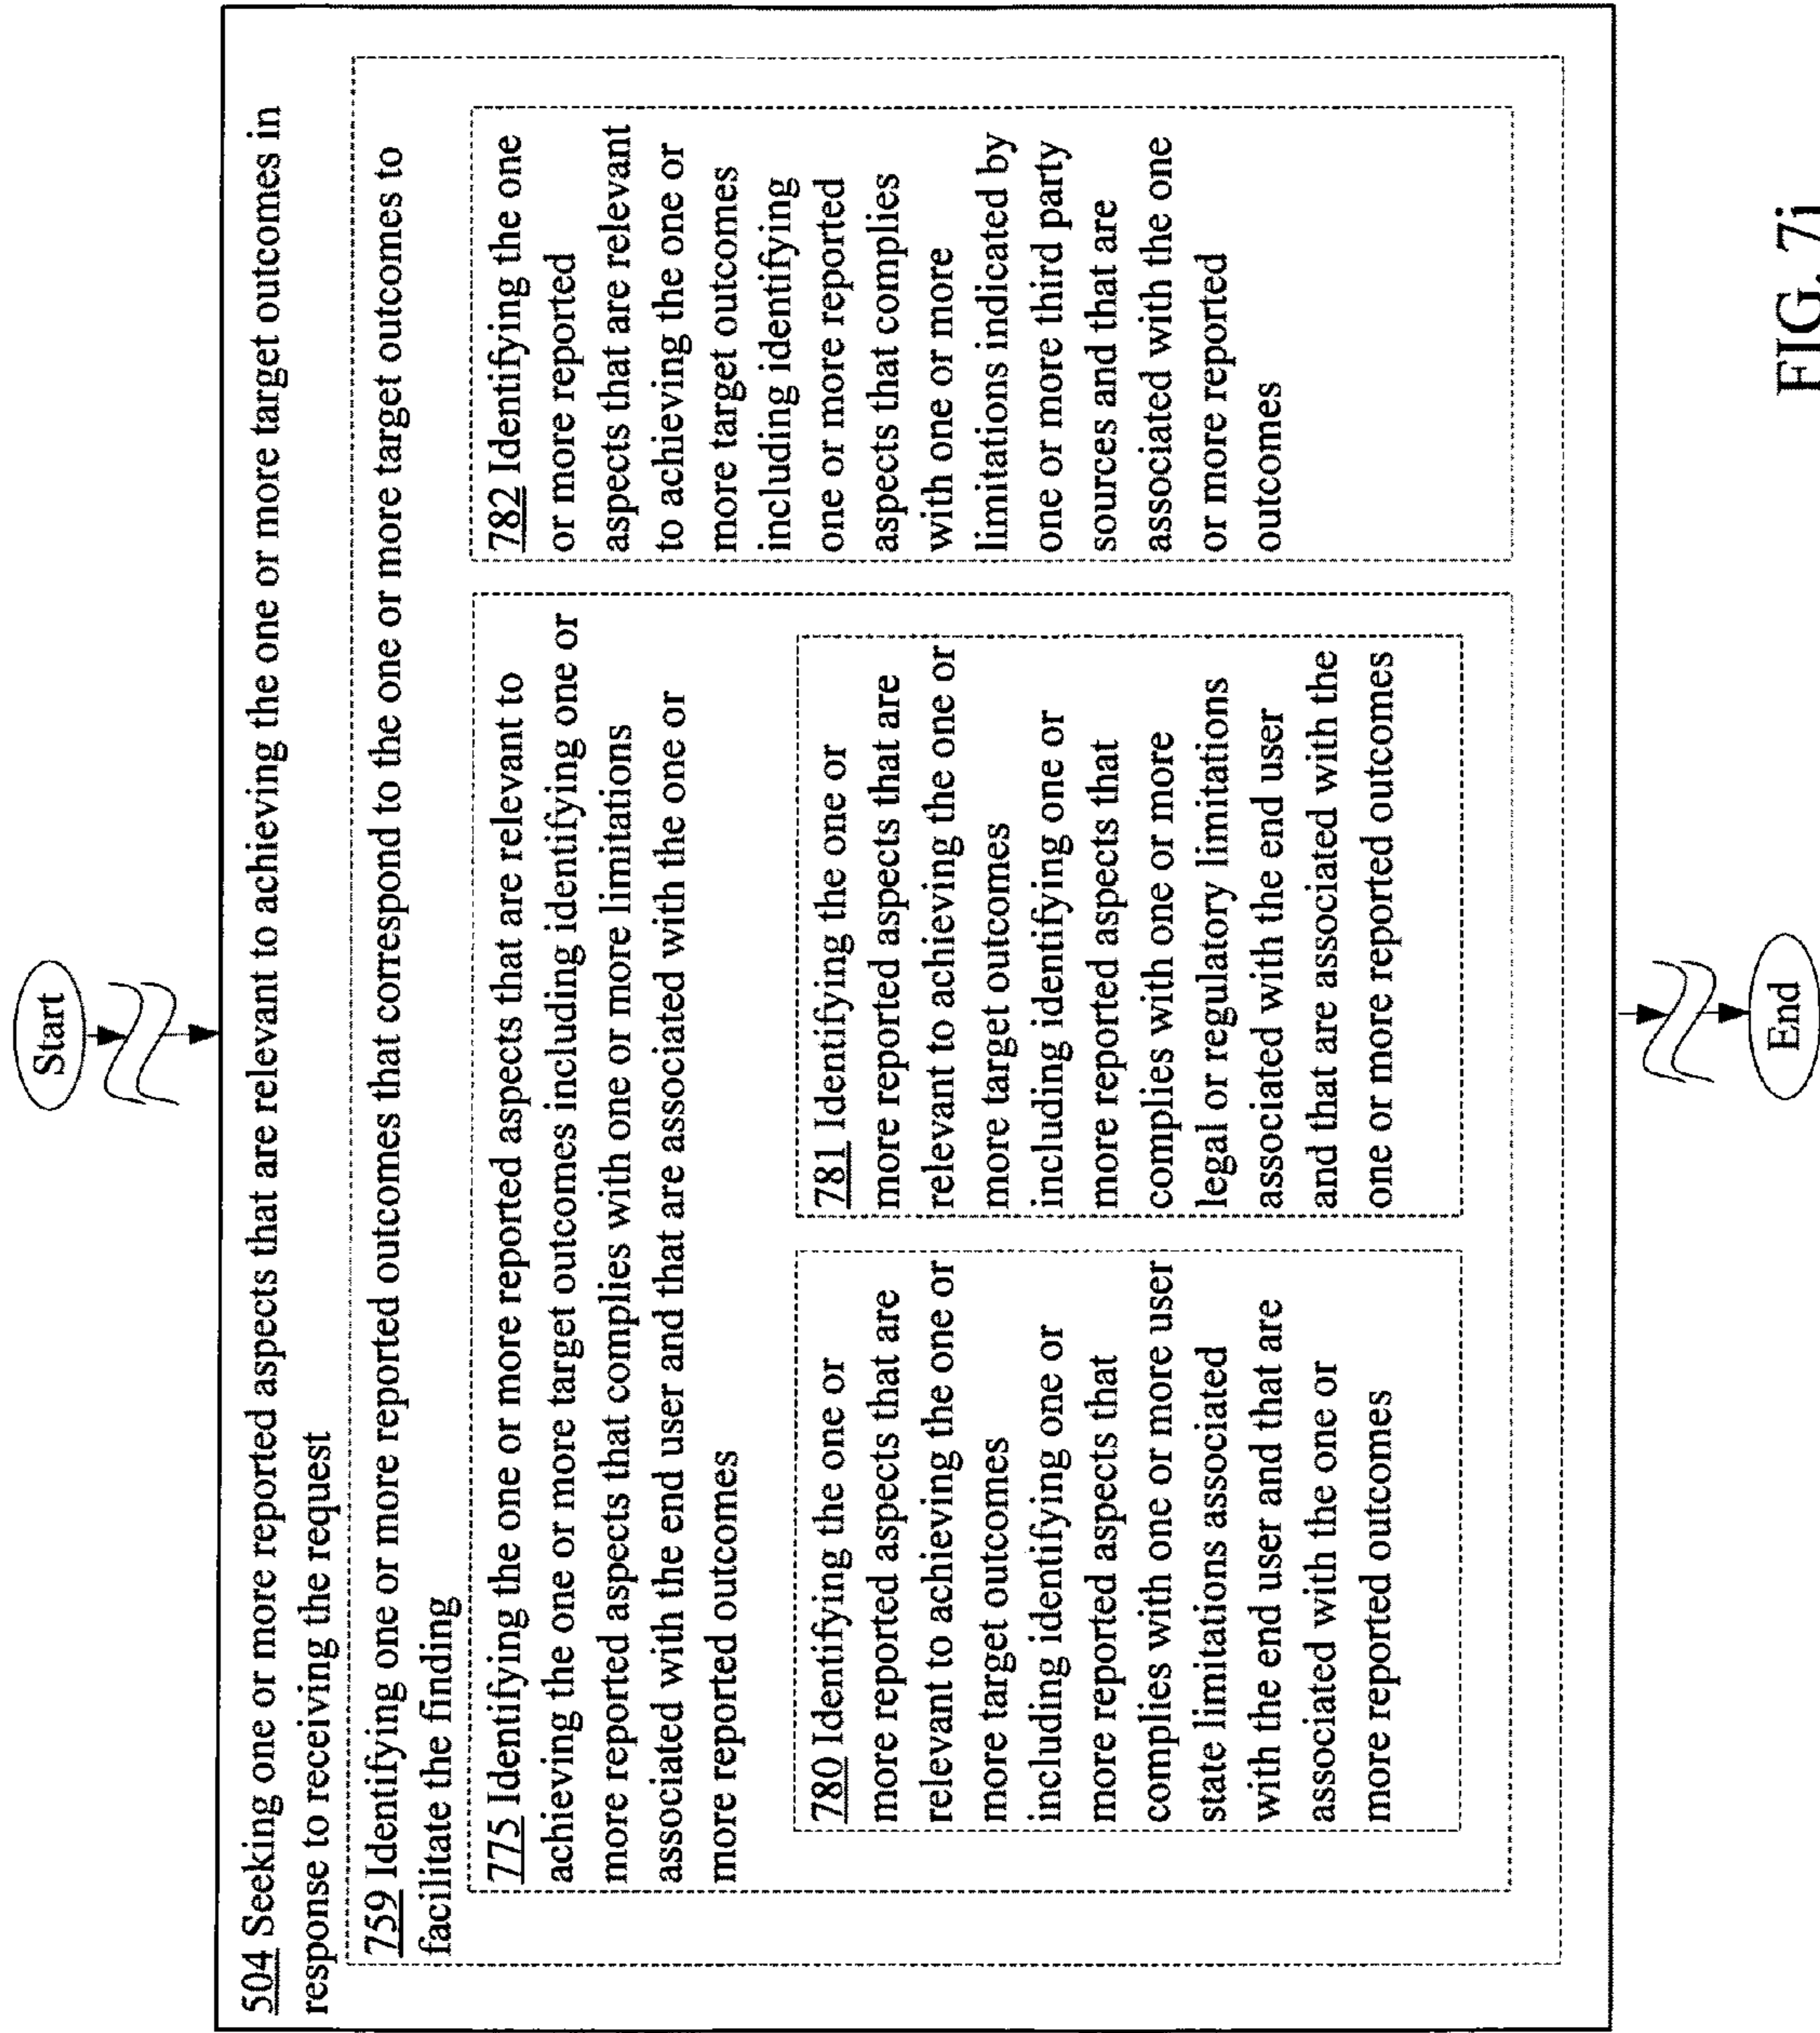 Start
504 Seeking one or more reported aspects that are relevant to achieving the one or more target outcomes in
response to receiving the request
759 Identifying one or more reported outcomes that correspond to the one or more target outcomes to
facilitate the finding
775 Identifying the one or more reported aspects that are relevant to
achieving the one or more target outcomes including identifying one or
more reported aspects that complies with one or more limitations
associated with the end user and that are associated with the one or
more reported outcomes
780 Identifying the one or
more reported aspects that are
relevant to achieving the one or
more target outcomes
including identifying one or
more reported aspects that
complies with one or more user
state limitations associated
with the end user and that are
associated with the one or
more reported outcomes
781 Identifying the one or
more reported aspects that are
relevant to achieving the one or
more target outcomes
including identifying one or
more reported aspects that
complies with one or more
legal or regulatory limitations
associated with the end user
and that are associated with the
one or more reported outcomes
782 Identifying the one
or more reported
aspects that are relevant
to achieving the one or
more target outcomes
including identifying
one or more reported
aspects that complies
with one or more
limitations indicated by
one or more third party
sources and that are
associated with the one
or more reported
outcomes
End
FIG. 7i